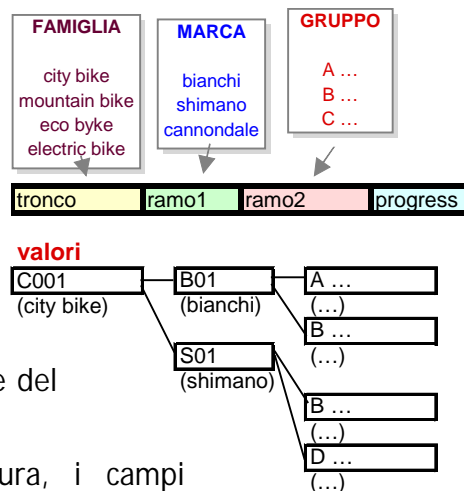 FAMIGLIA
city bike
mountain bike
eco byke
electric bike
MARCA
bianchi
shimano
cannondale
GRUPPO
A ...
B ...
C ...
tronco ramo1 ramo2 progress
valori
C001 B01 A ...
(city bike) (bianchi) (...)
B ...
(...)
S01
(shimano)
e del
B ...
(...)
ura, i campi
D ...
(...)